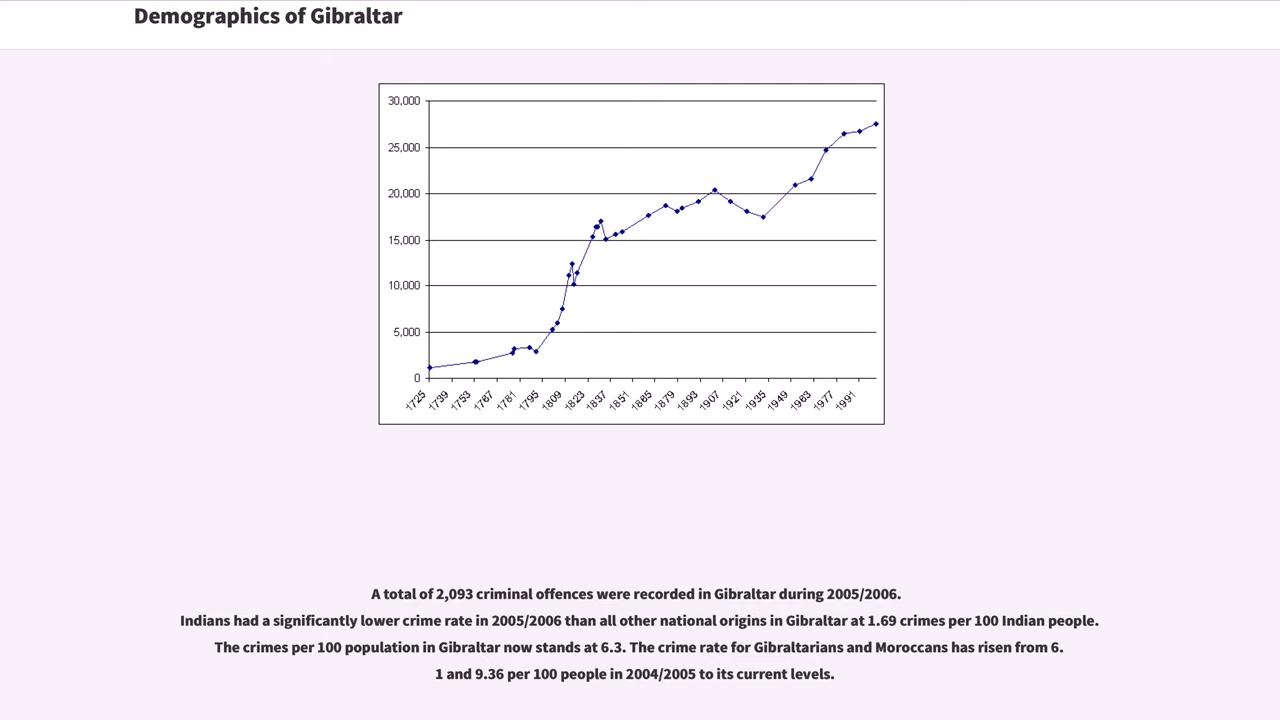 Demographics of Gibraltar
30,000
25,000
20,000
15,000
10,000
5,000
0
1725 1739 1753 1767 1781 1795 1809 1823 1837 1851 1865 1879 1893 1907 1921 1935 1949 1963 1977 1991
A total of 2,093 criminal offences were recorded in Gibraltar during 2005/2006.
Indians had a significantly lower crime rate in 2005/2006 than all other national origins in Gibraltar at 1.69 crimes per 100 Indian people.
The crimes per 100 population in Gibraltar now stands at 6.3. The crime rate for Gibraltarians and Moroccans has risen from 6.
1 and 9.36 per 100 people in 2004/2005 to its current levels.